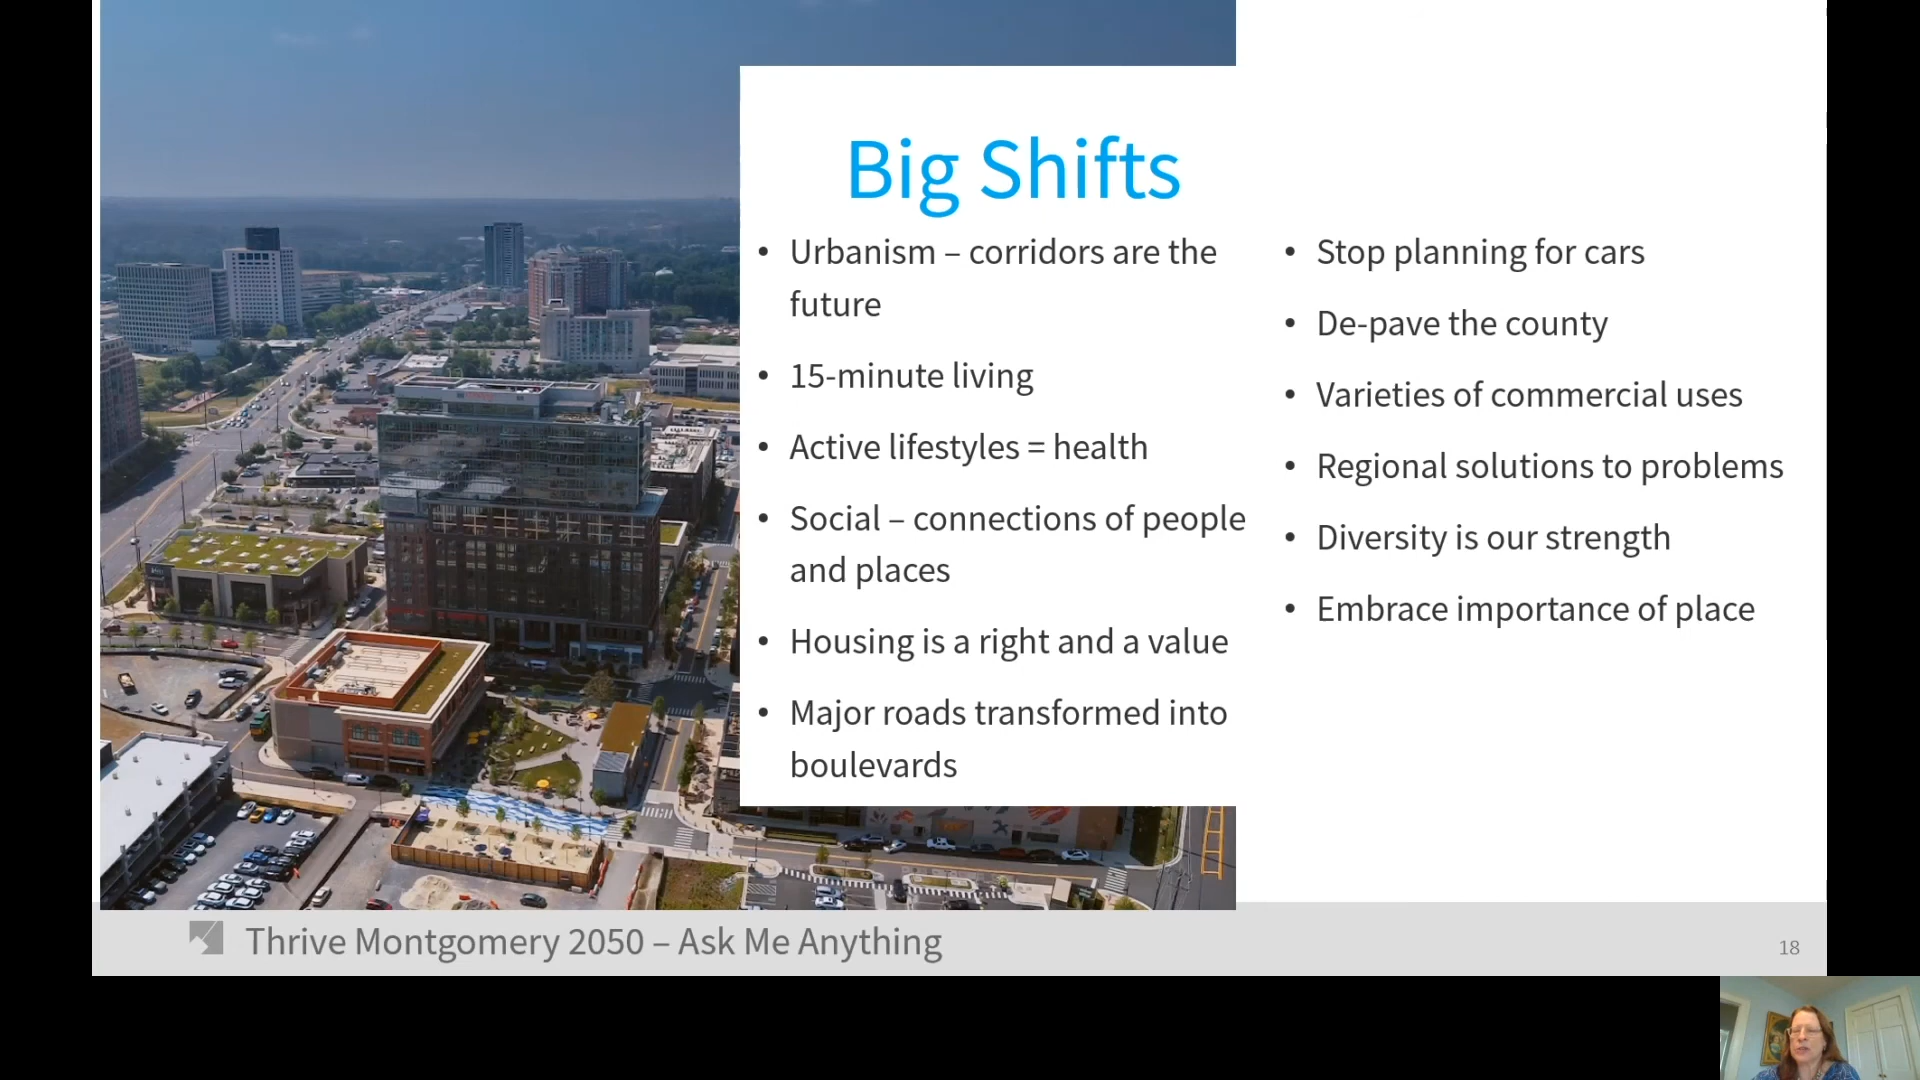 Big Shifts
• Urbanism – corridors are the
future
• 15-minute living
• Active lifestyles = health
• Social – connections of people
and places
• Housing is a right and a value
• Major roads transformed into
boulevards
• Stop planning for cars
• De-pave the county
• Varieties of commercial uses
• Regional solutions to problems
• Diversity is our strength
• Embrace importance of place
Thrive Montgomery 2050 – Ask Me Anything
18